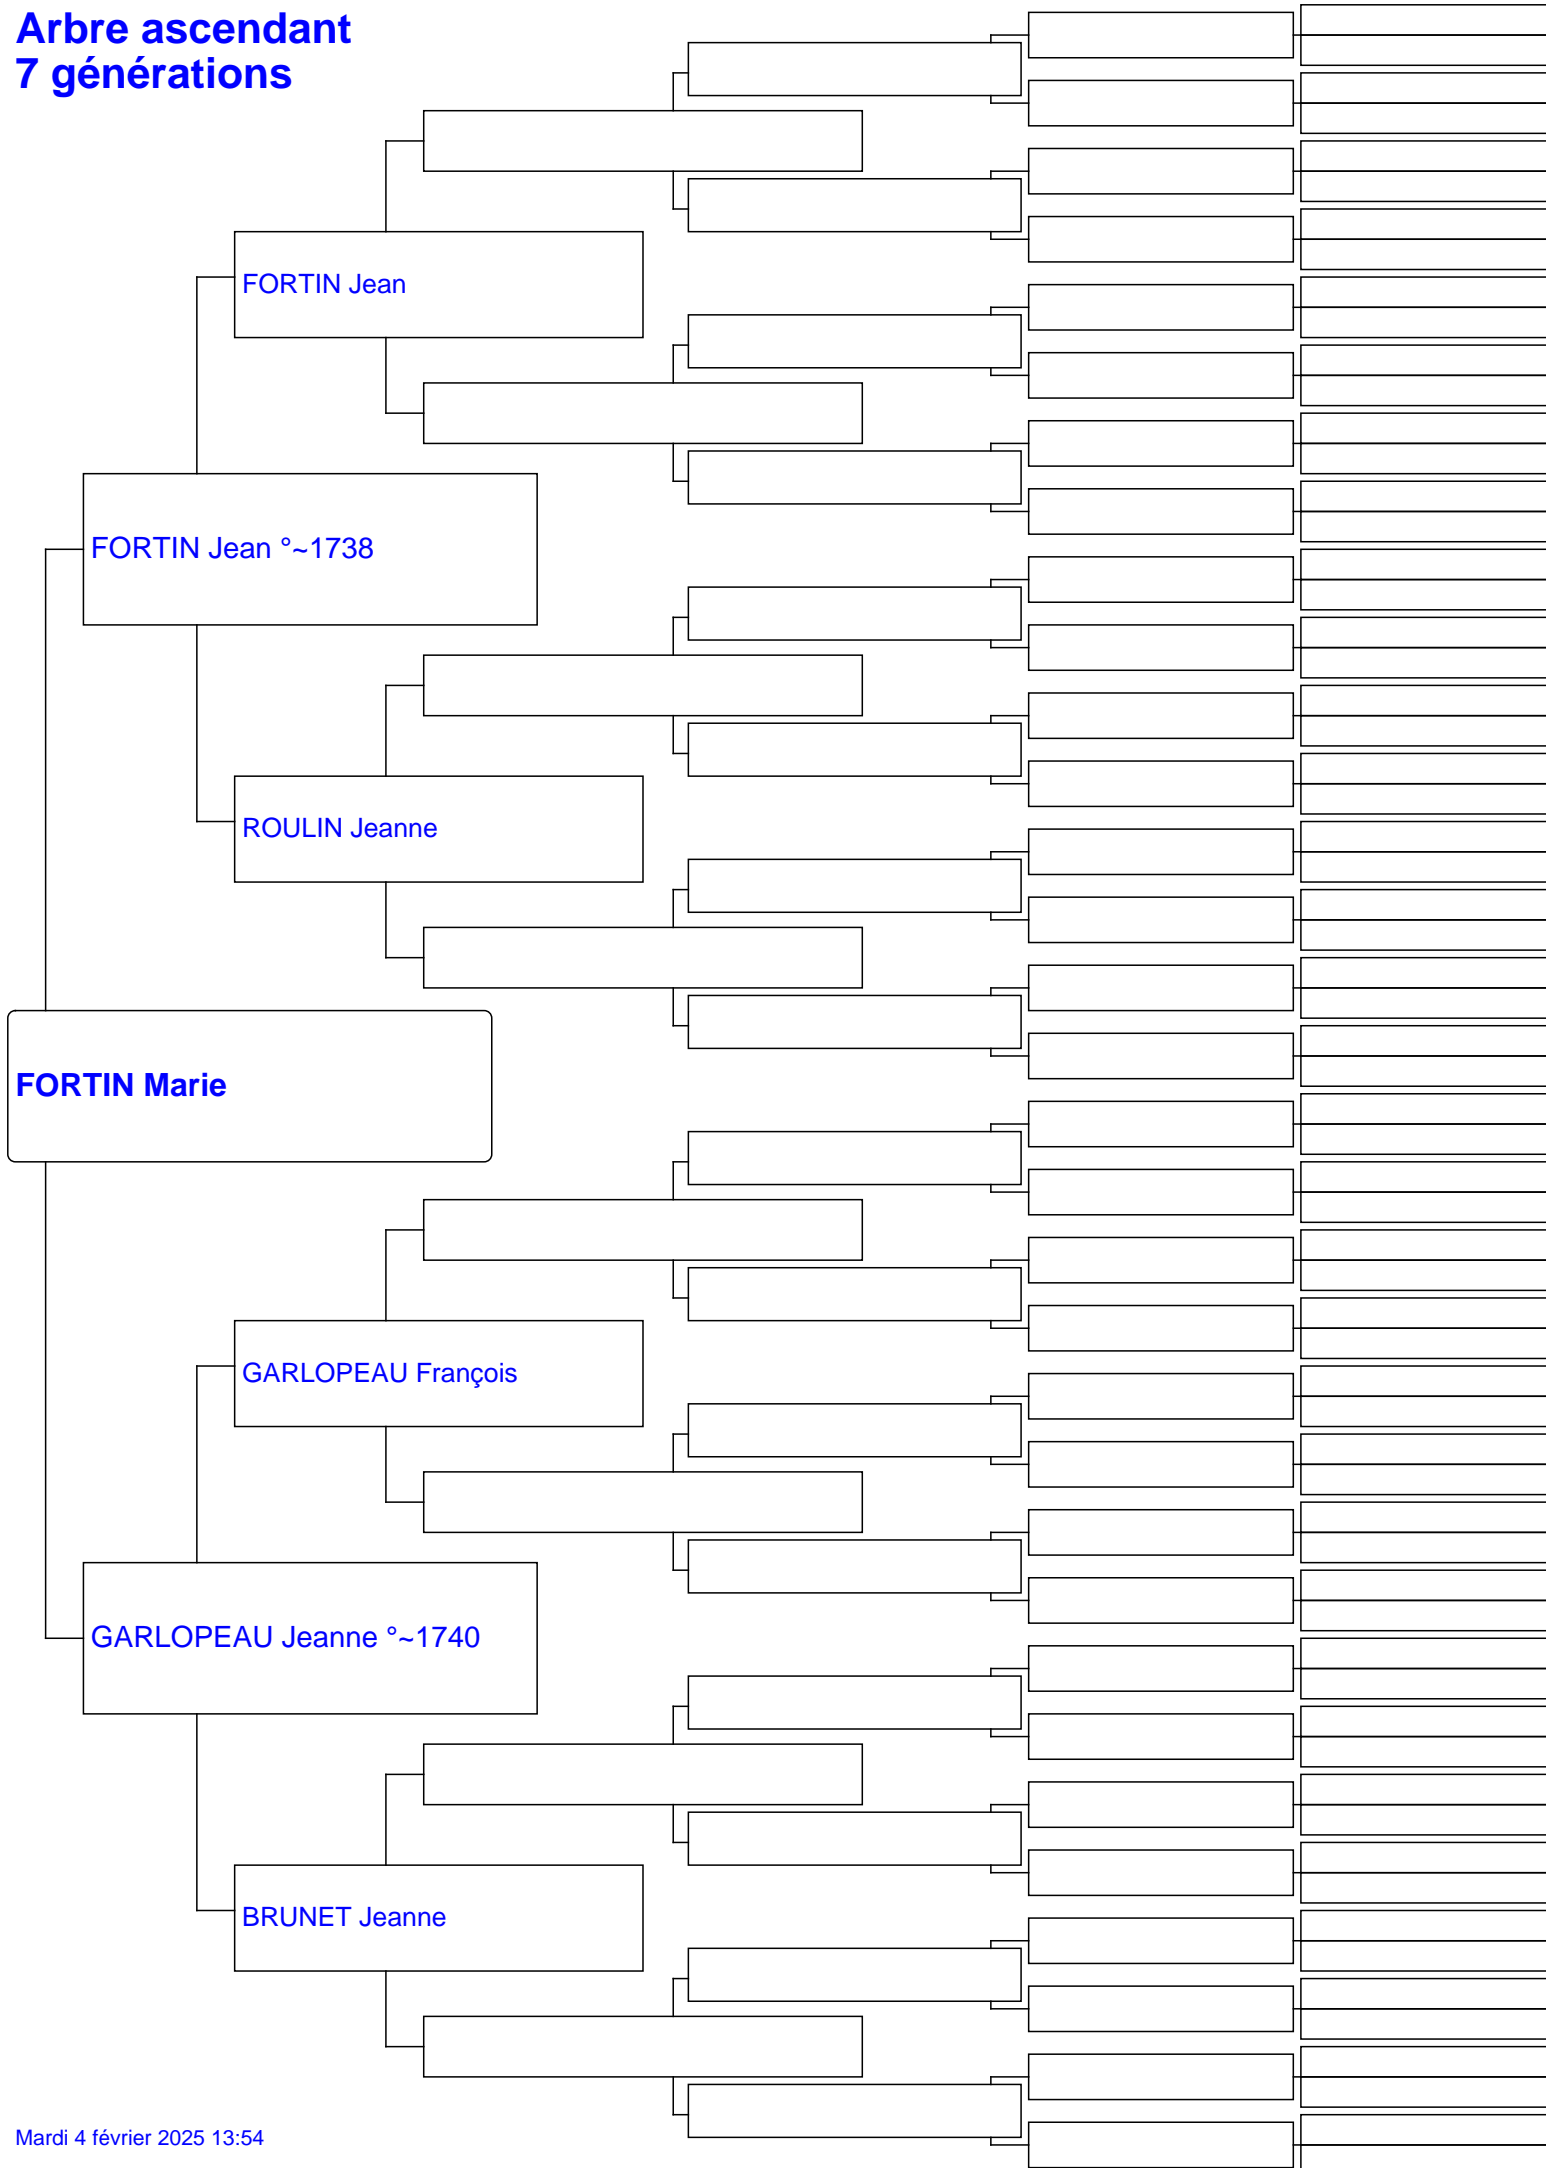 Arbre ascendant
7 générations
FORTIN Jean
FORTIN Jean °~1738
ROULIN Jeanne
FORTIN Marie
GARLOPEAU François
GARLOPEAU Jeanne °~1740
BRUNET Jeanne
Mardi 4 février 2025 13:54